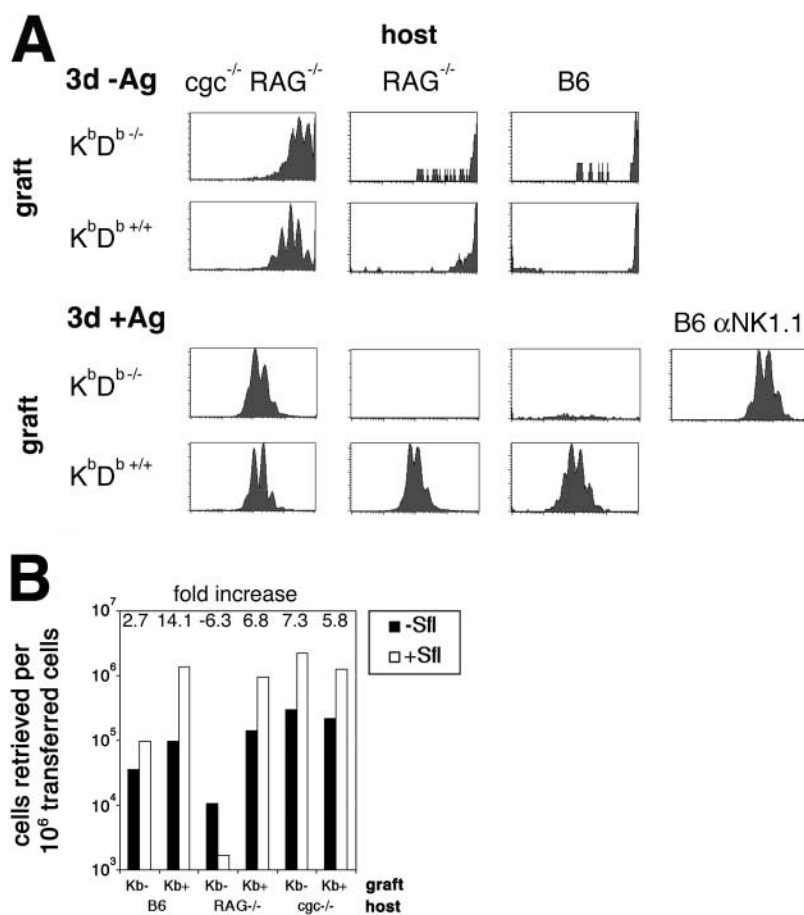 A
host
3d -Ag
cgc-/- RAG-/-
RAG-/-
B6
graft
KbDb -/-
KbDb +/+
3d +Ag
B6 αNK1.1
graft
KbDb -/-
KbDb +/+
B
fold increase
2.7 14.1 -6.3 6.8 7.3 5.8
-Sfl
+Sfl
cells retrieved per
10^6 transferred cells
10^7
10^6
10^5
10^4
10^3
Kb- Kb+ Kb- Kb+ Kb- Kb+ graft
B6 RAG-/- cgc-/- host